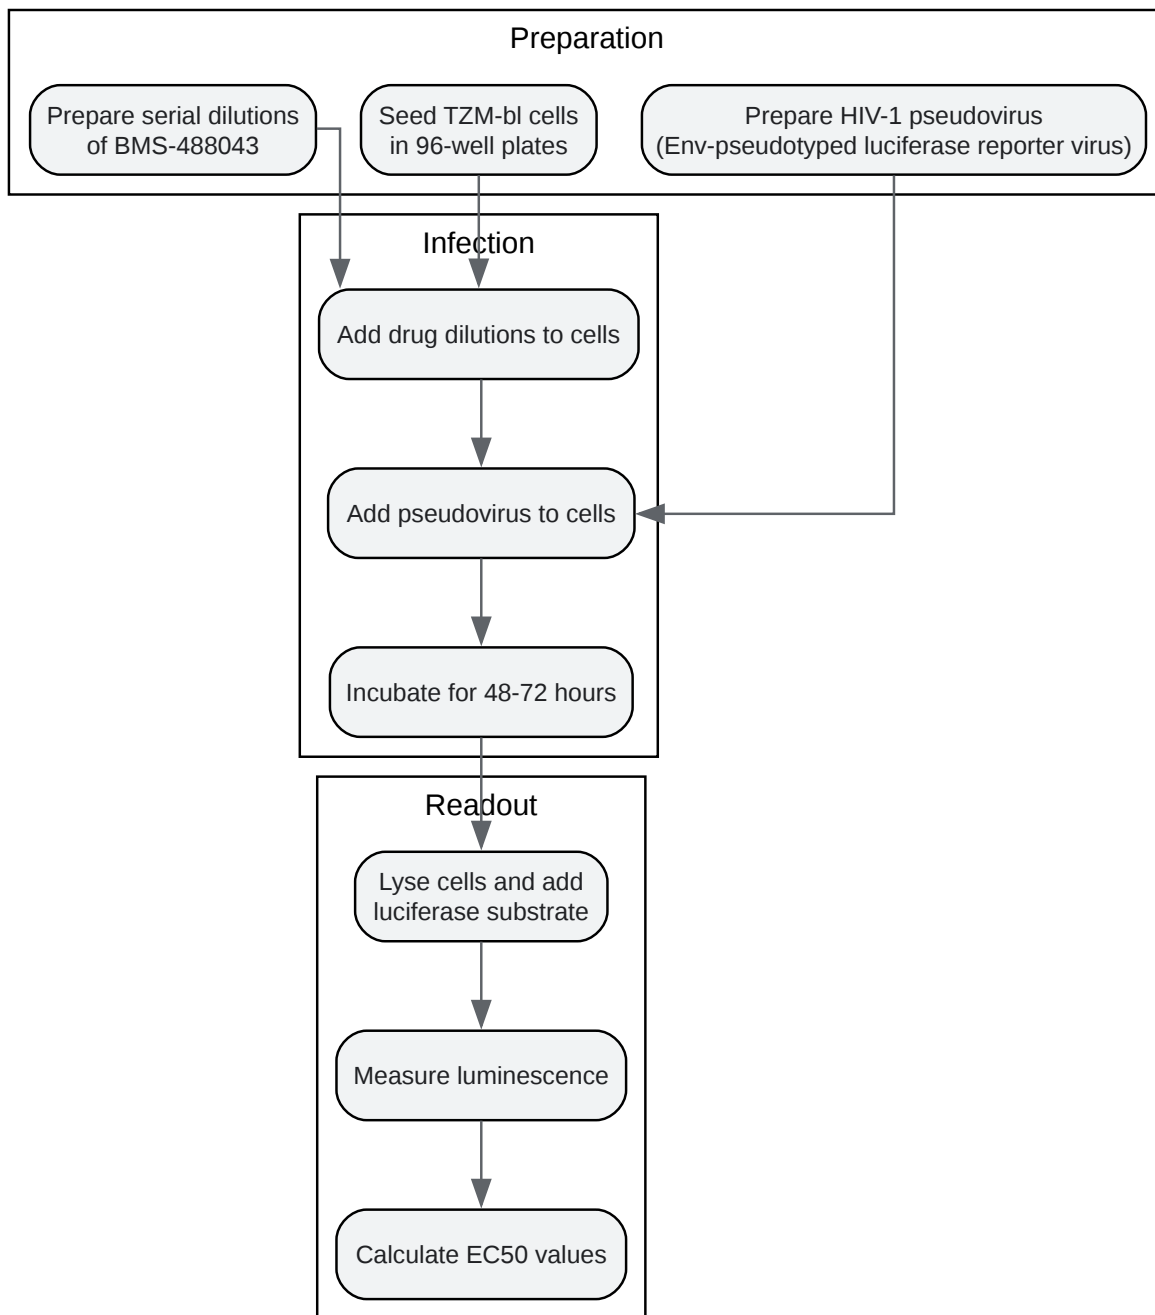 Preparation
Prepare serial dilutions
of BMS-488043
Seed TZM-bl cells
in 96-well plates
Prepare HIV-1 pseudovirus
(Env-pseudotyped luciferase reporter virus)
Infection
Add drug dilutions to cells
Add pseudovirus to cells
Incubate for 48-72 hours
Readout
Lyse cells and add
luciferase substrate
Measure luminescence
Calculate EC50 values